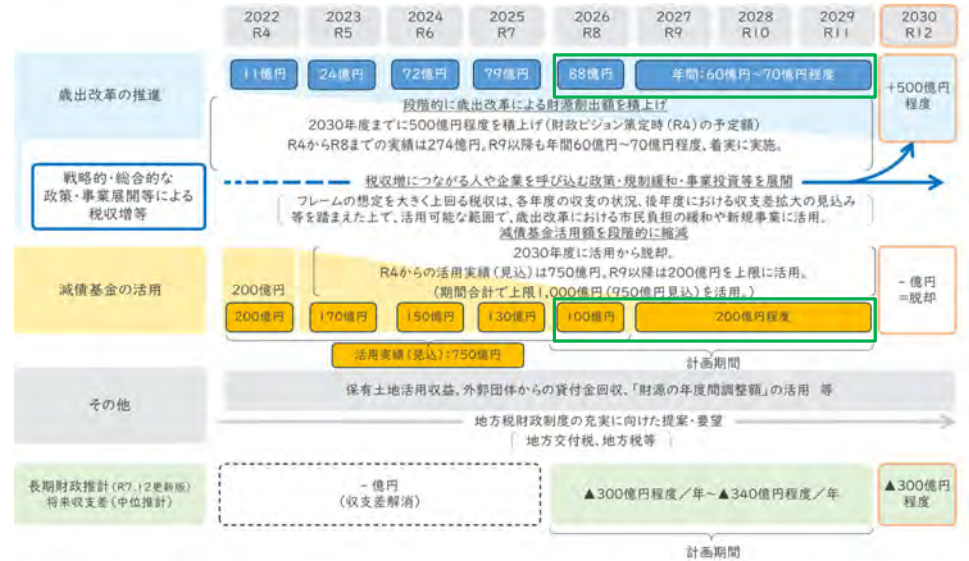 2022 2023 2024 2025 2026 2027 2028 2029 2030
R4 R5 R6 R7 R8 R9 R10 R11 R12
歳出改革の推進
11億円 24億円 72億円 79億円 88億円 年間:60億円~70億円程度
+500億円
程度
段階的に歳出改革による財源創出額を積上げ
2030年度までに500億円程度を積上げ(財政ビジョン策定時(R4)の予定額)
R4からR8までの実績は274億円。R9以降も年間60億円~70億円程度、着実に実施。
戦略的・総合的な
政策・事業展開等による
税収増等
税収増につながる人や企業を呼び込む政策・規制緩和・事業投資等を展開
フレームの想定を大きく上回る税収は、各年度の収支の状況、後年度における収支差拡大の見込み
等を踏まえた上で、活用可能な範囲で、歳出改革における市民負担の緩和や新規事業に活用。
減債基金活用額を段階的に縮減
2030年度に活用から脱却。
R4からの活用実績(見込)は750億円。R9以降は200億円を上限に活用。
(期間合計で上限1,000億円(950億円見込)を活用。)
減債基金の活用
200億円
- 億円
=脱却
200億円 170億円 150億円 130億円 100億円 200億円程度
活用実績(見込):750億円
計画期間
その他
保有土地活用収益、外郭団体からの貸付金回収、「財源の年度間調整額」の活用 等
地方税財政制度の充実に向けた提案・要望
地方交付税、地方税等
長期財政推計(R7.12更新版)
将来収支差(中位推計)
- 億円
(収支差解消)
▲300億円程度/年~▲340億円程度/年
▲300億円
程度
計画期間